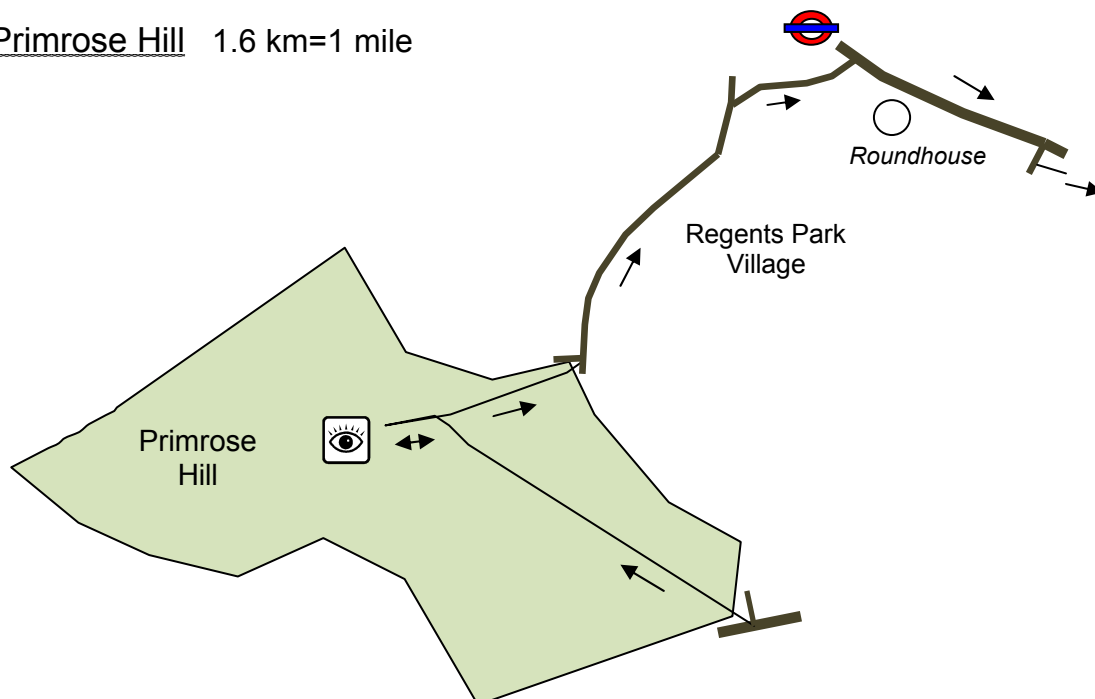 Primrose Hill 1.6 km=1 mile
Roundhouse
Regents Park
Village
Primrose
Hill